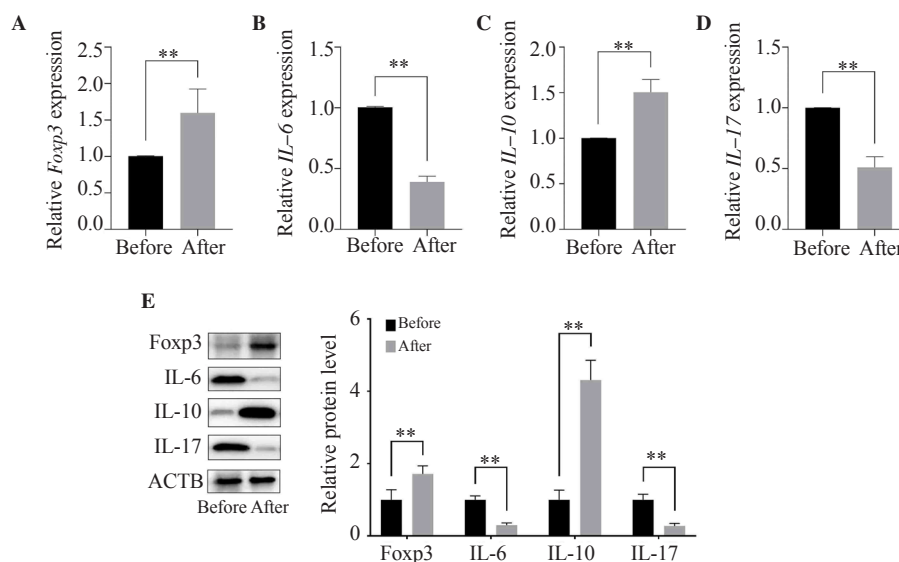 A
Relative Foxp3 expression
2.5
2.0
1.5
1.0
0.5
0.0
**
Before After
B
Relative IL–6 expression
1.5
1.0
0.5
0.0
**
Before After
C
Relative IL–10 expression
2.0
1.5
1.0
0.5
0.0
**
Before After
D
Relative IL–17 expression
1.5
1.0
0.5
0.0
**
Before After
E
Foxp3
IL-6
IL-10
IL-17
ACTB
Before After
Relative protein level
6
4
2
0
Before
After
**
**
**
**
Foxp3 IL-6 IL-10 IL-17